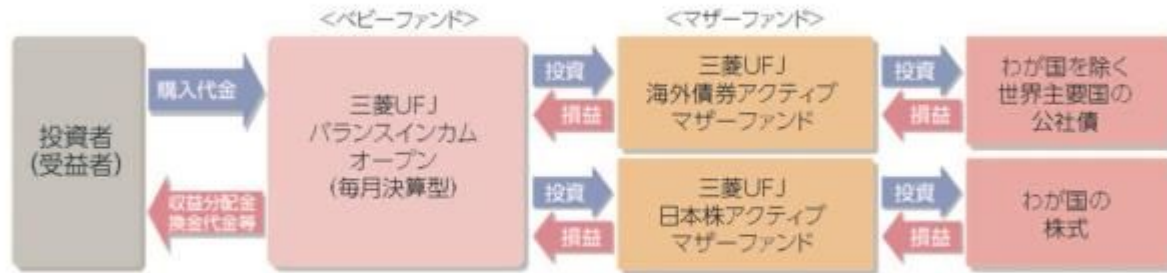 <ベビーファンド>
<マザーファンド>
投資者
(受益者)
購入代金
収益分配金
換金代金等
三菱UFJ
バランスインカム
オープン
(毎月決算型)
投資
損益
三菱UFJ
海外債券アクティブ
マザーファンド
投資
損益
わが国を除く
世界主要国の
公社債
投資
損益
三菱UFJ
日本株アクティブ
マザーファンド
投資
損益
わが国の
株式